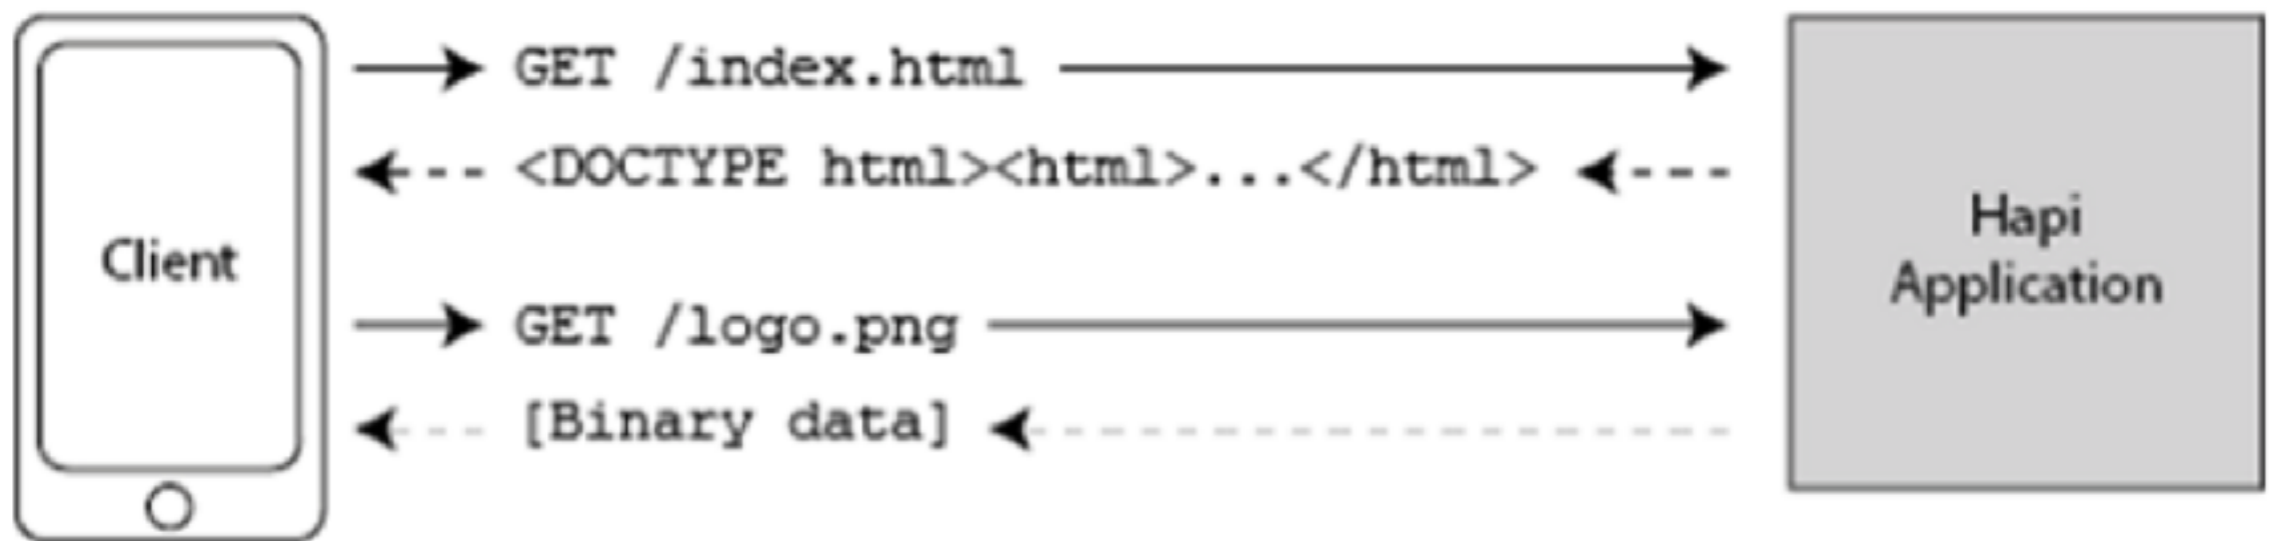 Client
GET /index.html
<DOCTYPE html><html>...</html>
GET /logo.png
[Binary data]
Hapi
Application